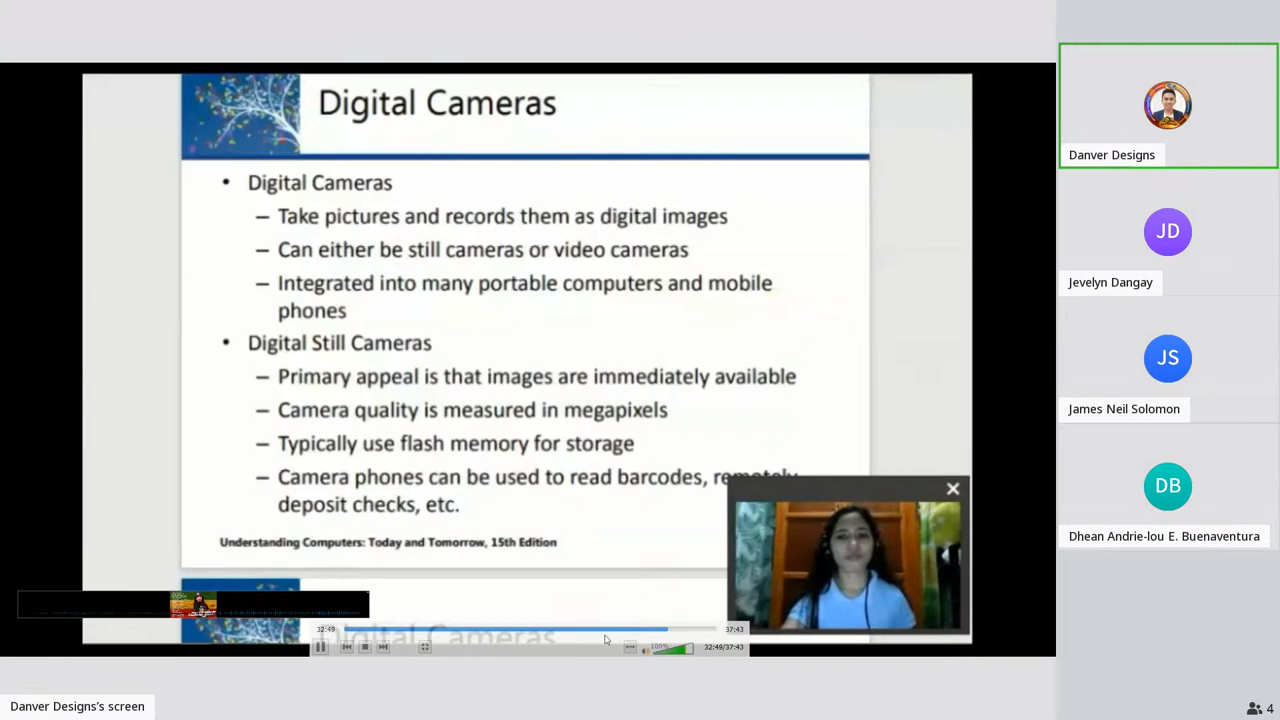 Digital Cameras
• Digital Cameras
– Take pictures and records them as digital images
– Can either be still cameras or video cameras
– Integrated into many portable computers and mobile
phones
• Digital Still Cameras
– Primary appeal is that images are immediately available
– Camera quality is measured in megapixels
– Typically use flash memory for storage
– Camera phones can be used to read barcodes, remotely
deposit checks, etc.
Understanding Computers: Today and Tomorrow, 15th Edition
Digital Cameras
32:49
37:43
100%
32:49/37:43
Danver Designs's screen
Danver Designs
JD
Jevelyn Dangay
JS
James Neil Solomon
DB
Dhean Andrie-lou E. Buenaventura
4